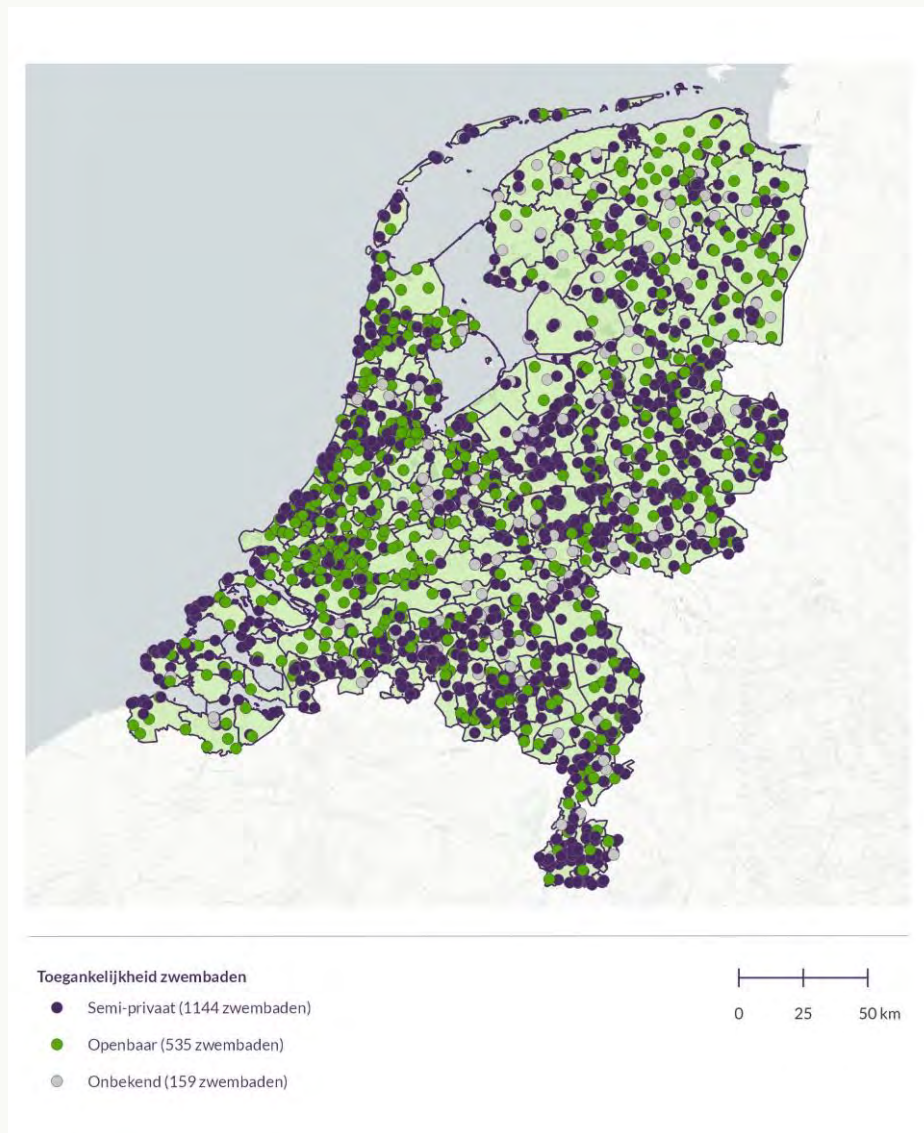 Toegankelijkheid zwembaden
Semi-privaat (1144 zwembaden)
Openbaar (535 zwembaden)
Onbekend (159 zwembaden)
0 25 50 km